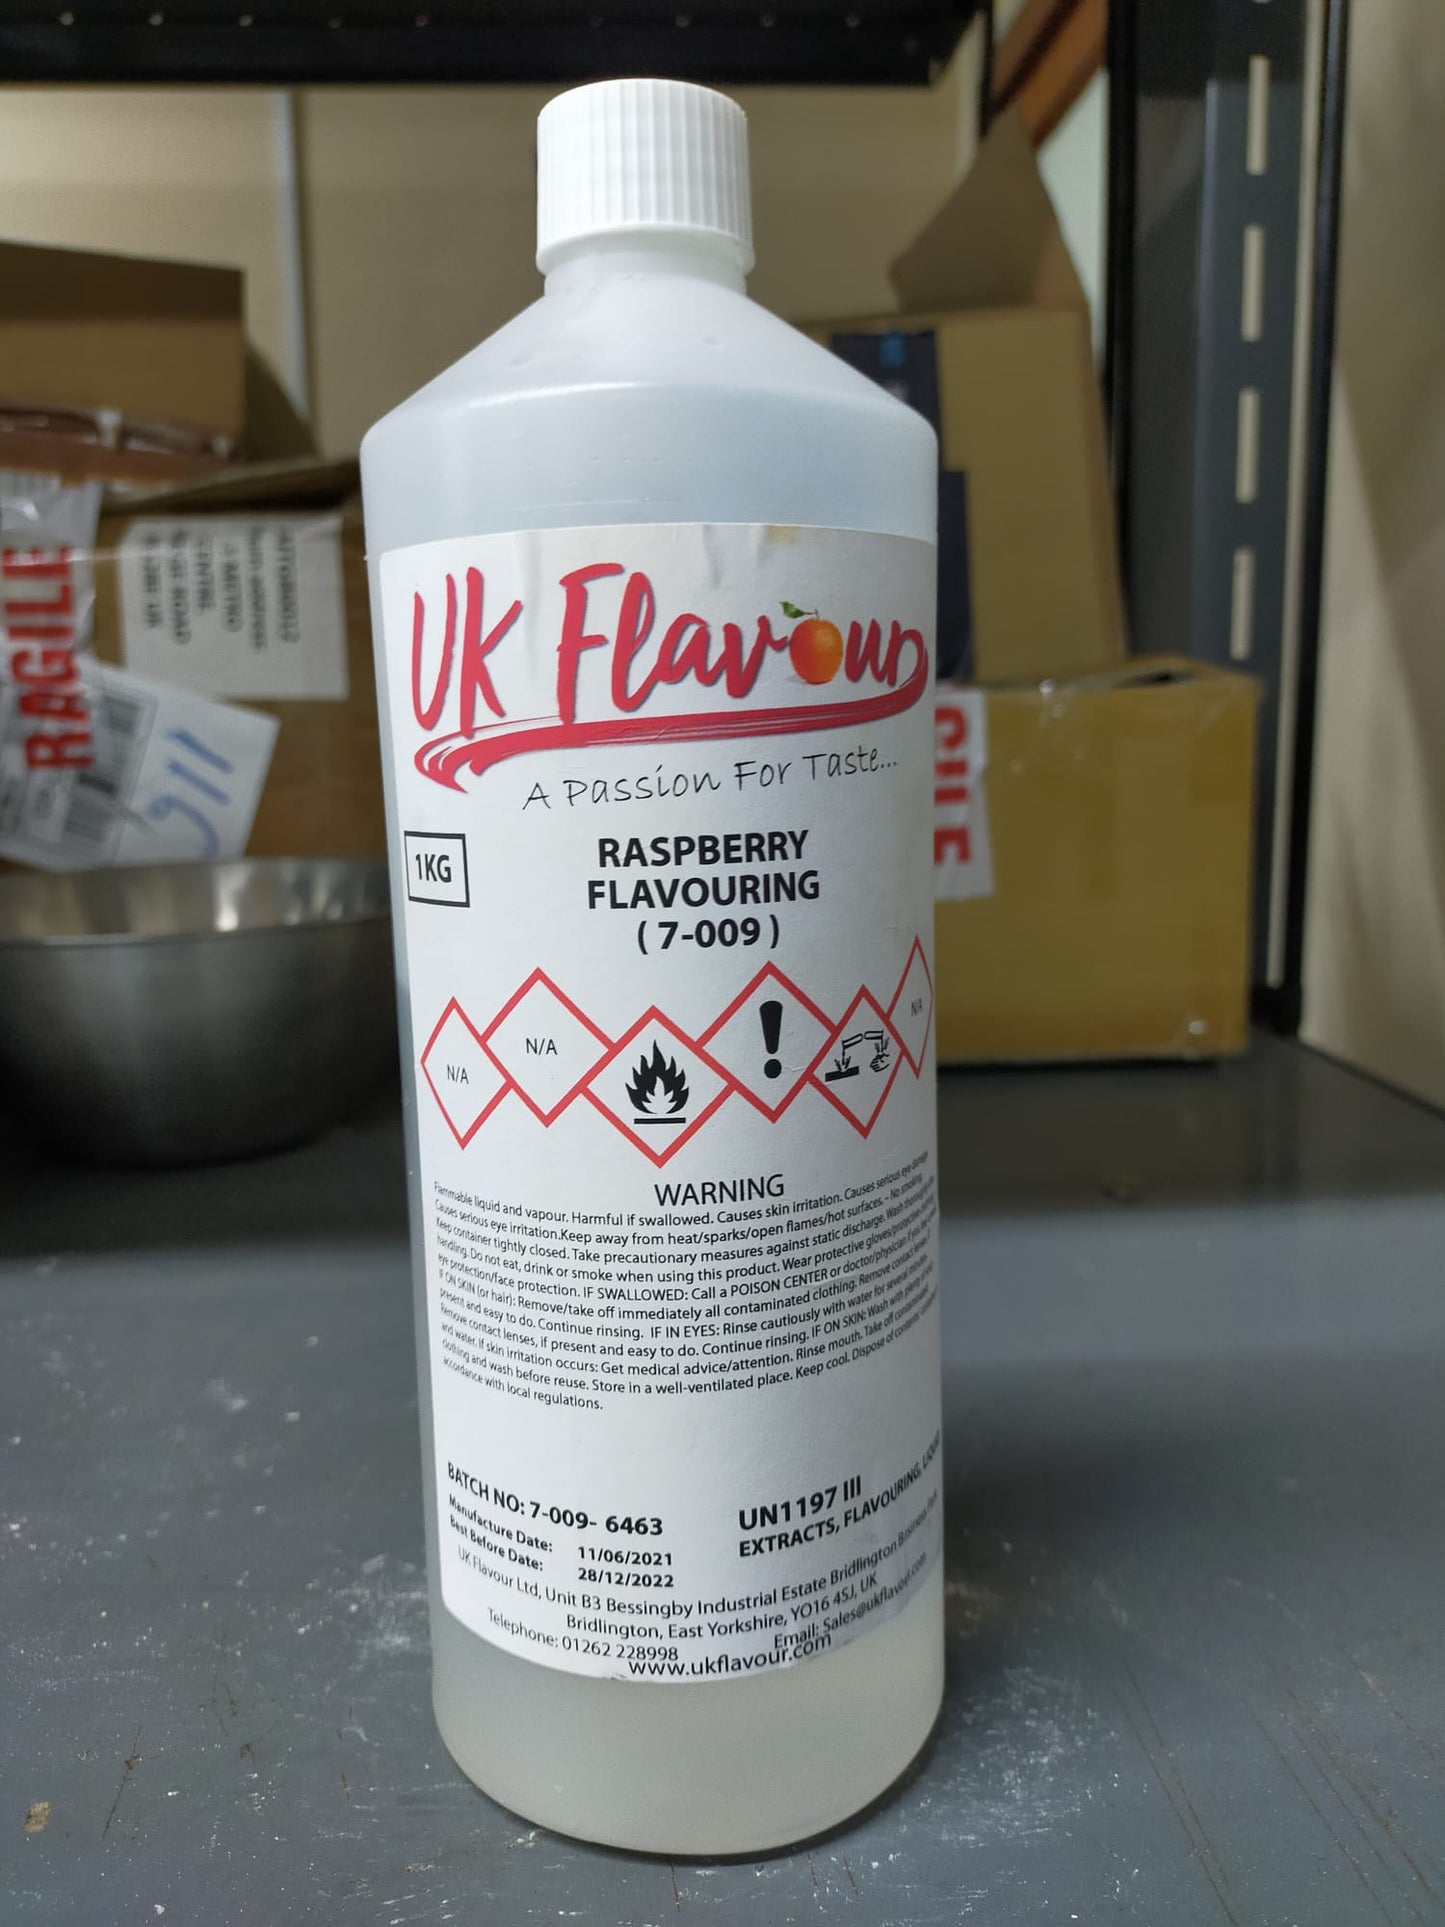 UK Flavour
A Passion For Taste...
1KG
RASPBERRY
FLAVOURING
( 7-009 )
N/A
N/A
N/A
WARNING
Flammable liquid and vapour. Harmful if swallowed. Causes skin irritation. Causes serious eye damage.
Causes serious eye irritation.Keep away from heat/sparks/open flames/hot surfaces. – No smoking.
Keep container tightly closed. Take precautionary measures against static discharge. Wash thoroughly after
handling. Do not eat, drink or smoke when using this product. Wear protective gloves/protective clothing/
eye protection/face protection. IF SWALLOWED: Call a POISON CENTER or doctor/physician if you feel unwell.
IF ON SKIN (or hair): Remove/take off immediately all contaminated clothing. Remove contact lenses, if
present and easy to do. Continue rinsing. IF IN EYES: Rinse cautiously with water for several minutes.
Remove contact lenses, if present and easy to do. Continue rinsing. IF ON SKIN: Wash with plenty of soap
and water. If skin irritation occurs: Get medical advice/attention. Rinse mouth. Take off contaminated
clothing and wash before reuse. Store in a well-ventilated place. Keep cool. Dispose of contents
accordance with local regulations.
BATCH NO: 7-009- 6463
Manufacture Date: 11/06/2021
Best Before Date: 28/12/2022
UN1197 III
EXTRACTS, FLAVOURING, LIQUID
UK Flavour Ltd, Unit B3 Bessingby Industrial Estate Bridlington Business Park,
Bridlington, East Yorkshire, YO16 4SJ, UK
Telephone: 01262 228998 Email: Sales@ukflavour.com
www.ukflavour.com
FRAGILE